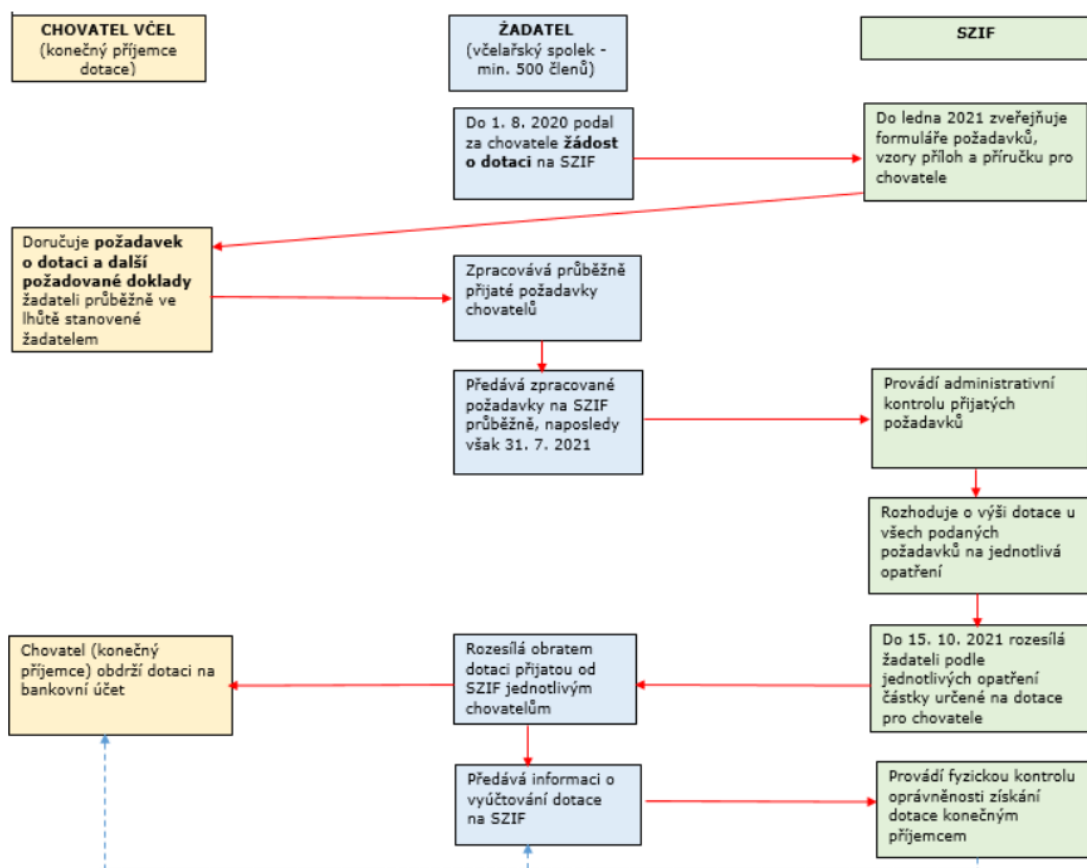 CHOVATEL VČEL
(konečný příjemce
dotace)
ŽADATEL
(včelařský spolek -
min. 500 členů)
SZIF
Do 1. 8. 2020 podal
za chovatele žádost
o dotaci na SZIF
Do ledna 2021 zveřejňuje
formuláře požadavků,
vzory příloh a příručku pro
chovatele
Doručuje požadavek
o dotaci a další
požadované doklady
žadateli průběžně ve
lhůtě stanovené
žadatelem
Zpracovává průběžně
přijaté požadavky
chovatelů
Předává zpracované
požadavky na SZIF
průběžně, naposledy
však 31. 7. 2021
Provádí administrativní
kontrolu přijatých
požadavků
Rozhoduje o výši dotace u
všech podaných
požadavků na jednotlivá
opatření
Do 15. 10. 2021 rozesílá
žadateli podle
jednotlivých opatření
částky určené na dotace
pro chovatele
Rozesílá obratem
dotaci přijatou od
SZIF jednotlivým
chovatelům
Chovatel (konečný
příjemce) obdrží dotaci na
bankovní účet
Předává informaci o
vyúčtování dotace
na SZIF
Provádí fyzickou kontrolu
oprávněnosti získání
dotace konečným
příjemcem